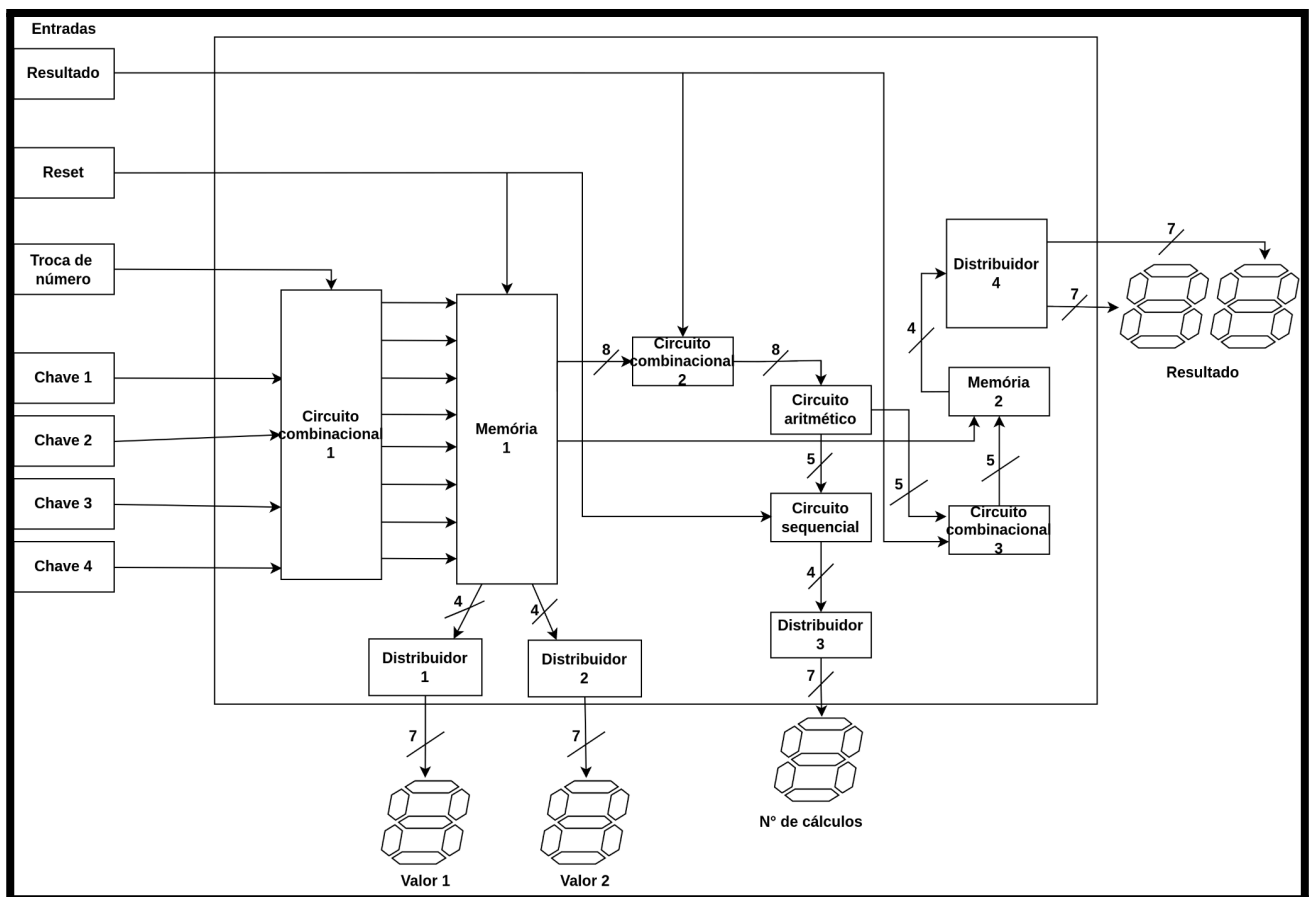 Entradas
Resultado
Reset
Troca de
número
Chave 1
Chave 2
Chave 3
Chave 4
Circuito
combinacional
1
Memória
1
8
Circuito
combinacional
2
8
Circuito
aritmético
5
Circuito
sequencial
4
Distribuidor
3
7
Nº de cálculos
5
Circuito
combinacional
3
5
Memória
2
4
Distribuidor
4
7
7
Resultado
4
4
Distribuidor
1
Distribuidor
2
7
7
Valor 1
Valor 2